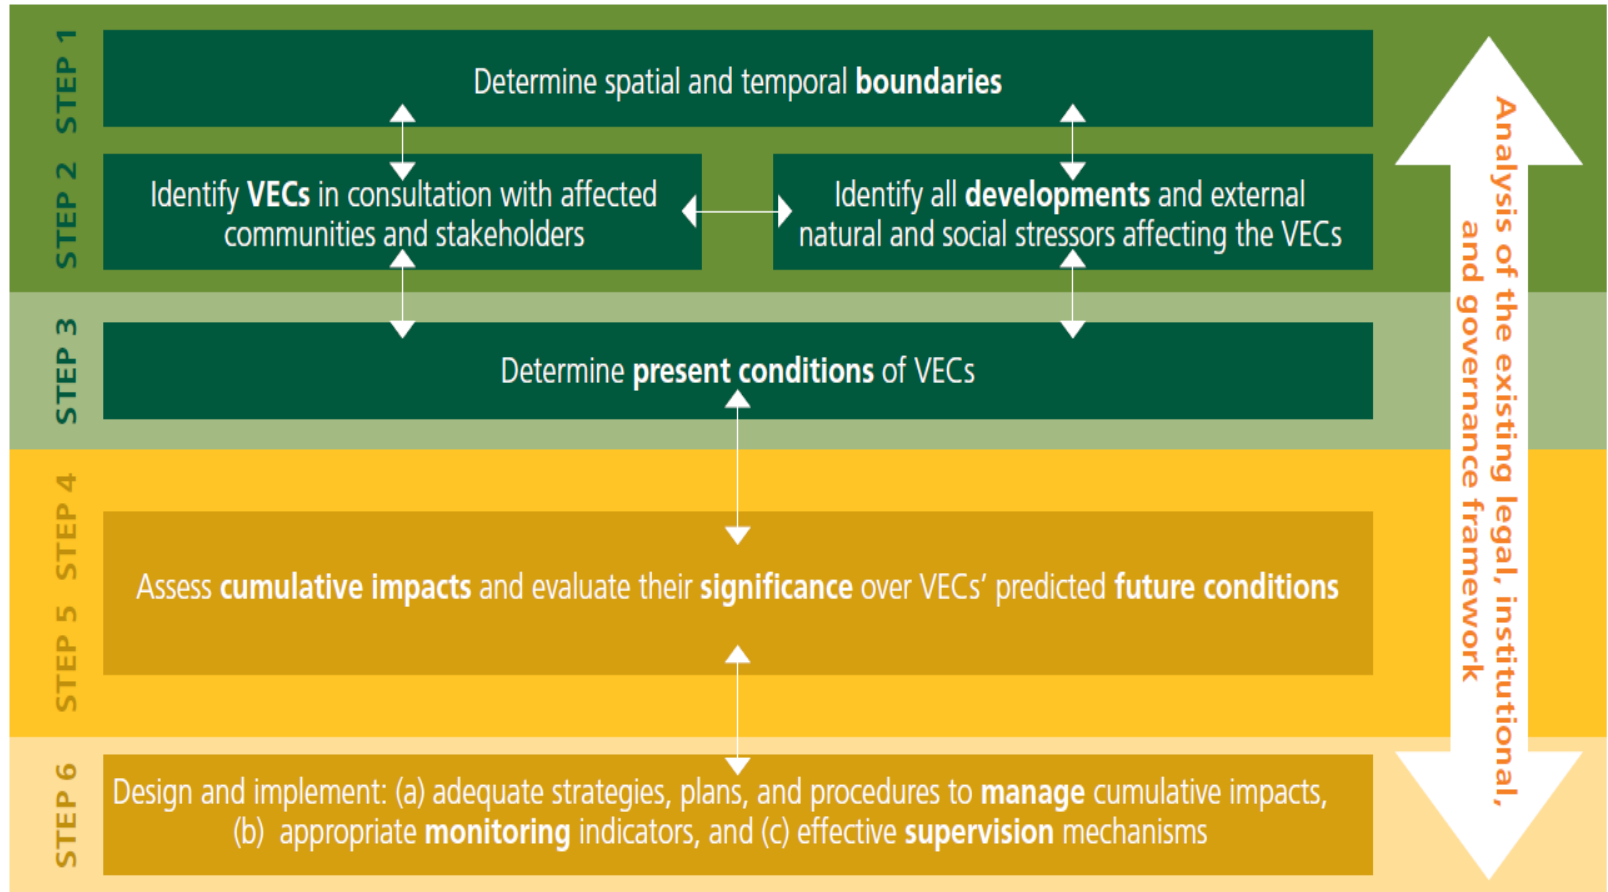 STEP 1
Determine spatial and temporal boundaries
STEP 2
Identify VECs in consultation with affected
communities and stakeholders
Identify all developments and external
natural and social stressors affecting the VECs
STEP 3
Determine present conditions of VECs
STEP 4
STEP 5
Assess cumulative impacts and evaluate their significance over VECs’ predicted future conditions
STEP 6
Design and implement: (a) adequate strategies, plans, and procedures to manage cumulative impacts,
(b) appropriate monitoring indicators, and (c) effective supervision mechanisms
Analysis of the existing legal, institutional,
and governance framework